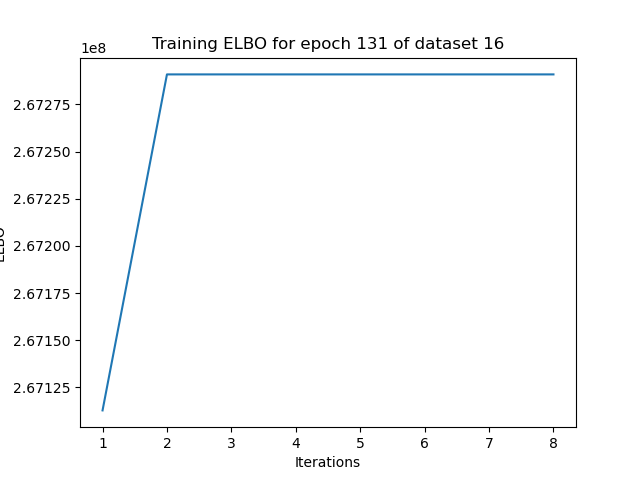 Training ELBO for epoch 131 of dataset 16
1e8
2.67275
2.67250
2.67225
2.67200
2.67175
2.67150
2.67125
ELBO
1 2 3 4 5 6 7 8
Iterations